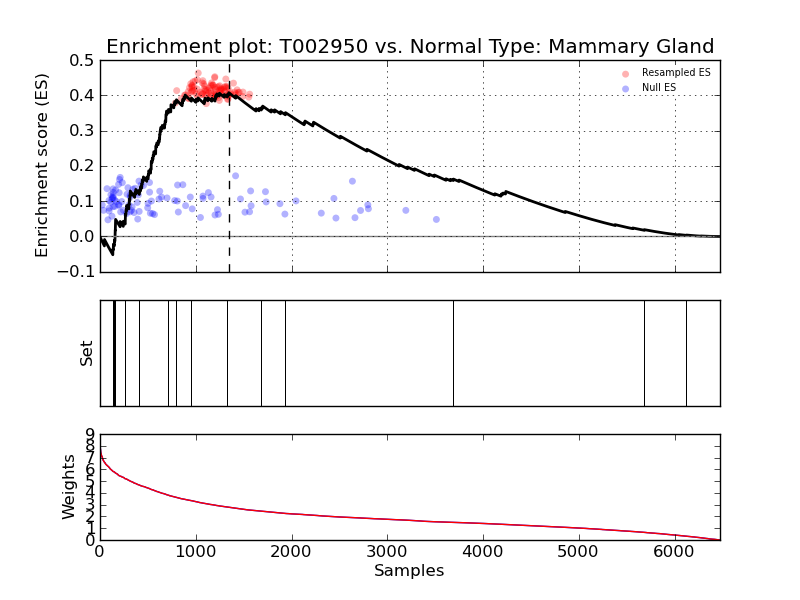 Enrichment plot: T002950 vs. Normal Type: Mammary Gland
Enrichment score (ES)
0.5
0.4
0.3
0.2
0.1
0.0
−0.1
Resampled ES
Null ES
Set
Weights
9
8
7
6
5
4
3
2
1
0
0 1000 2000 3000 4000 5000 6000
Samples